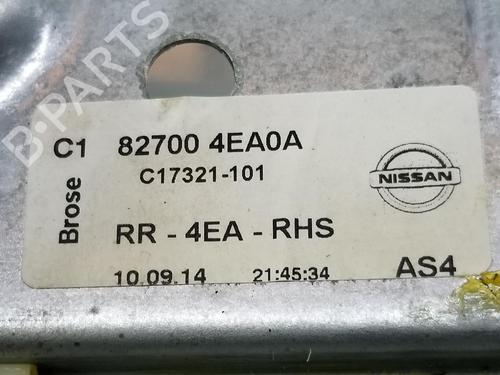 B-PARTS
C1 82700 4EA0A
C17321-101
Brose
NISSAN
RR - 4EA - RHS
10.09.14 21:45:34 AS4